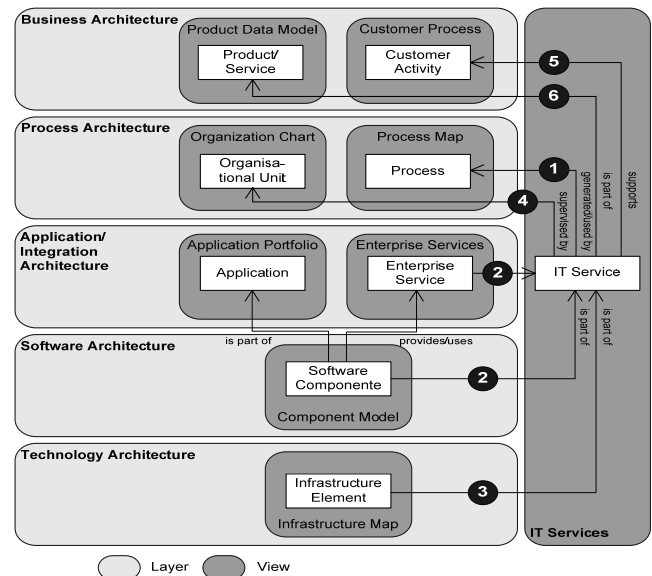 Business Architecture
Product Data Model
Product/
Service
Customer Process
Customer
Activity
5
6
Process Architecture
Organization Chart
Organisa-
tional Unit
Process Map
Process
1
4
supervised by
generated/used by
is part of
supports
Application/
Integration
Architecture
Application Portfolio
Application
Enterprise Services
Enterprise
Service
2
IT Service
is part of
provides/uses
is part of
is part of
Software Architecture
Software
Componente
Component Model
2
Technology Architecture
Infrastructure
Element
Infrastructure Map
3
IT Services
Layer
View